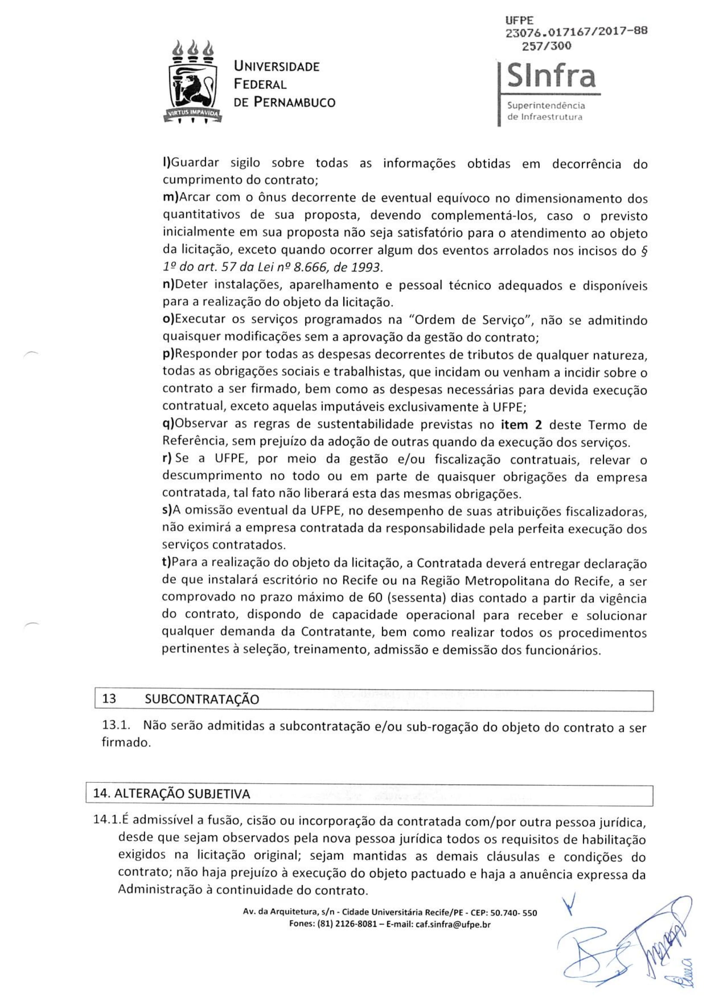 UFPE
23076.017167/2017-88
257/300
UNIVERSIDADE
FEDERAL
DE PERNAMBUCO
VIRTUS IMPAVIDA
SInfra
Superintendência
de Infraestrutura
l)Guardar sigilo sobre todas as informações obtidas em decorrência do
cumprimento do contrato;
m)Arcar com o ônus decorrente de eventual equívoco no dimensionamento dos
quantitativos de sua proposta, devendo complementá-los, caso o previsto
inicialmente em sua proposta não seja satisfatório para o atendimento ao objeto
da licitação, exceto quando ocorrer algum dos eventos arrolados nos incisos do §
1º do art. 57 da Lei nº 8.666, de 1993.
n)Deter instalações, aparelhamento e pessoal técnico adequados e disponíveis
para a realização do objeto da licitação.
o)Executar os serviços programados na “Ordem de Serviço”, não se admitindo
quaisquer modificações sem a aprovação da gestão do contrato;
p)Responder por todas as despesas decorrentes de tributos de qualquer natureza,
todas as obrigações sociais e trabalhistas, que incidam ou venham a incidir sobre o
contrato a ser firmado, bem como as despesas necessárias para devida execução
contratual, exceto aquelas imputáveis exclusivamente à UFPE;
q)Observar as regras de sustentabilidade previstas no item 2 deste Termo de
Referência, sem prejuízo da adoção de outras quando da execução dos serviços.
r) Se a UFPE, por meio da gestão e/ou fiscalização contratuais, relevar o
descumprimento no todo ou em parte de quaisquer obrigações da empresa
contratada, tal fato não liberará esta das mesmas obrigações.
s)A omissão eventual da UFPE, no desempenho de suas atribuições fiscalizadoras,
não eximirá a empresa contratada da responsabilidade pela perfeita execução dos
serviços contratados.
t)Para a realização do objeto da licitação, a Contratada deverá entregar declaração
de que instalará escritório no Recife ou na Região Metropolitana do Recife, a ser
comprovado no prazo máximo de 60 (sessenta) dias contado a partir da vigência
do contrato, dispondo de capacidade operacional para receber e solucionar
qualquer demanda da Contratante, bem como realizar todos os procedimentos
pertinentes à seleção, treinamento, admissão e demissão dos funcionários.
13 SUBCONTRATAÇÃO
13.1. Não serão admitidas a subcontratação e/ou sub-rogação do objeto do contrato a ser
firmado.
14. ALTERAÇÃO SUBJETIVA
14.1.É admissível a fusão, cisão ou incorporação da contratada com/por outra pessoa jurídica,
desde que sejam observados pela nova pessoa jurídica todos os requisitos de habilitação
exigidos na licitação original; sejam mantidas as demais cláusulas e condições do
contrato; não haja prejuízo à execução do objeto pactuado e haja a anuência expressa da
Administração à continuidade do contrato.
Av. da Arquitetura, s/n - Cidade Universitária Recife/PE - CEP: 50.740- 550
Fones: (81) 2126-8081 – E-mail: caf.sinfra@ufpe.br